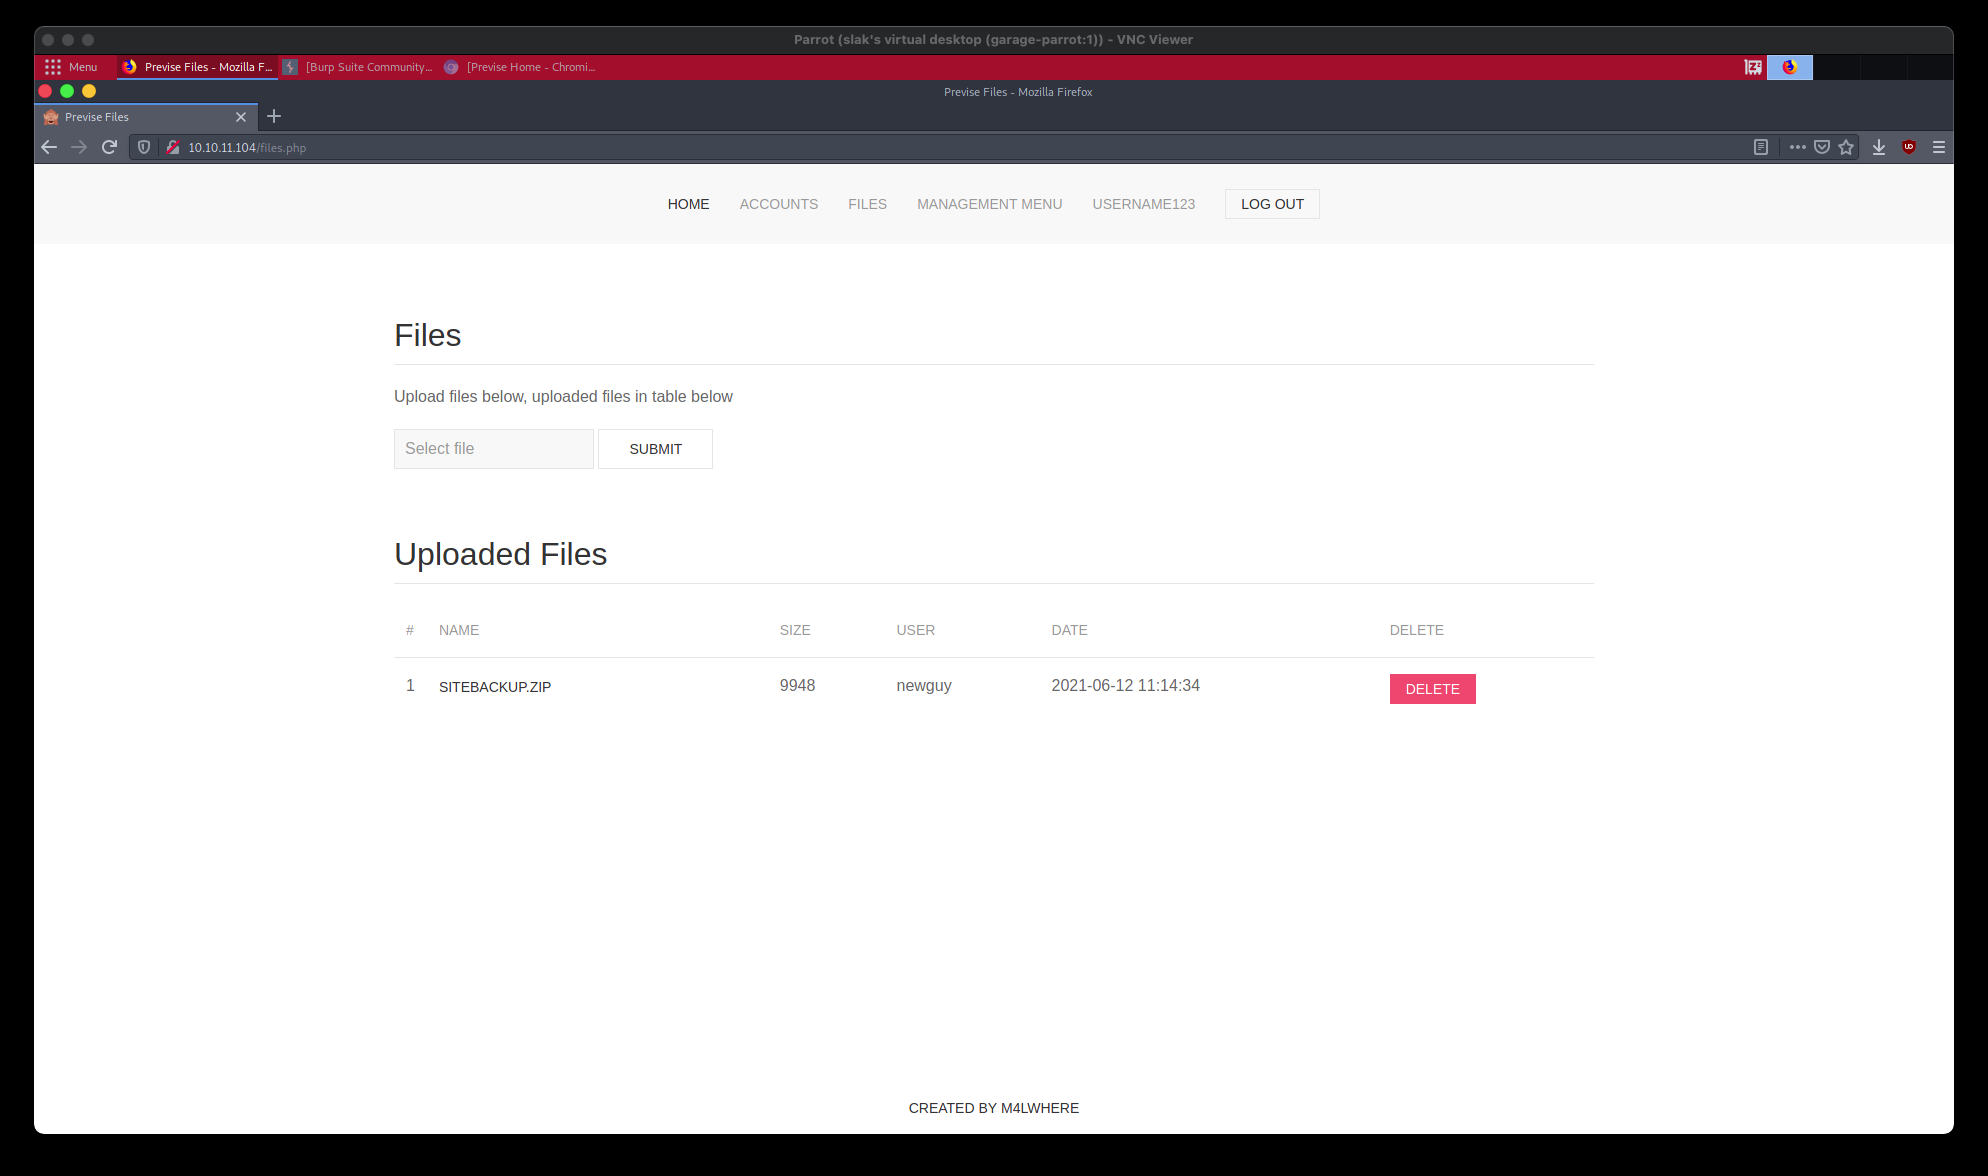 Parrot (slak's virtual desktop (garage-parrot:1)) - VNC Viewer
Menu Previse Files - Mozilla F... [Burp Suite Community... [Previse Home - Chromi...
Previse Files - Mozilla Firefox
Previse Files
10.10.11.104/files.php
HOME ACCOUNTS FILES MANAGEMENT MENU USERNAME123 LOG OUT
Files
Upload files below, uploaded files in table below
Select file SUBMIT
Uploaded Files
# NAME SIZE USER DATE DELETE
1 SITEBACKUP.ZIP 9948 newguy 2021-06-12 11:14:34 DELETE
CREATED BY M4LWHERE